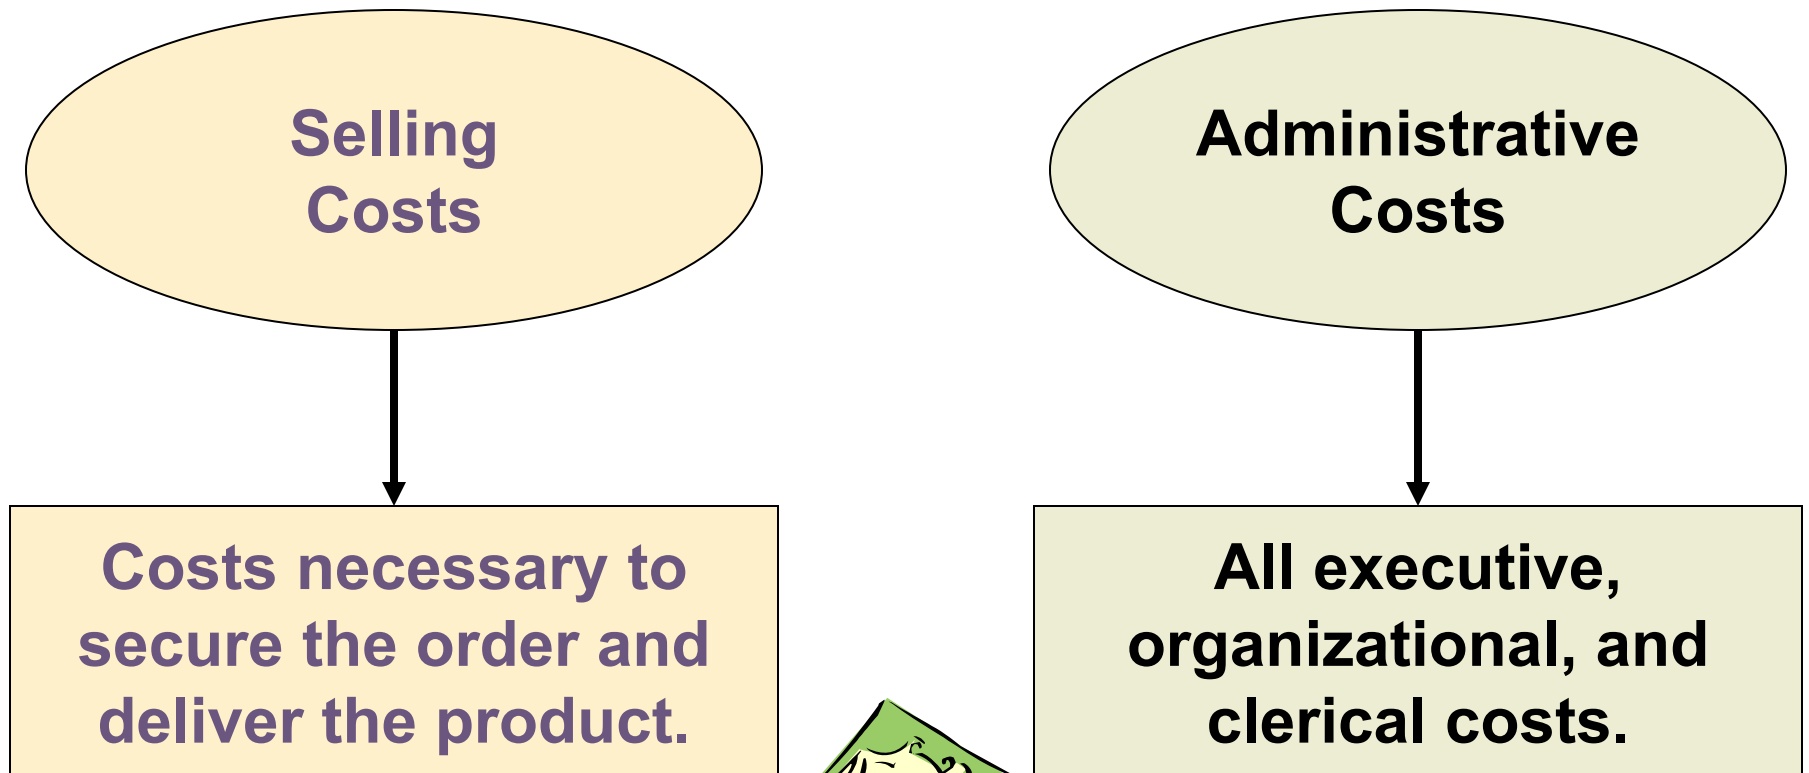 Selling
Costs
Administrative
Costs
Costs necessary to
secure the order and
deliver the product.
All executive,
organizational, and
clerical costs.